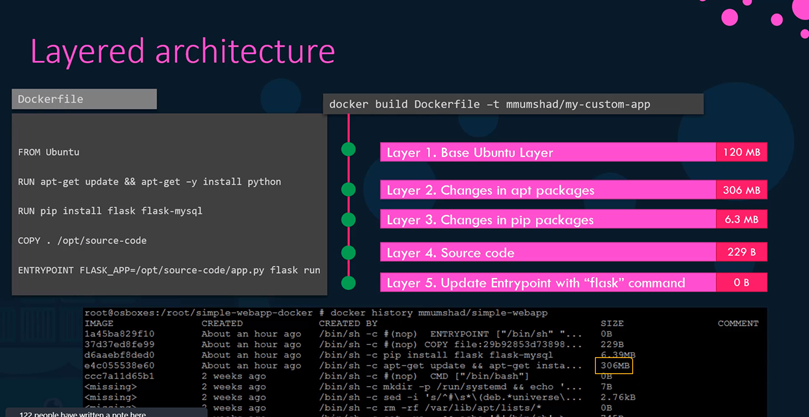 Layered architecture
Dockerfile
docker build Dockerfile –t mmumshad/my-custom-app
FROM Ubuntu
RUN apt-get update && apt-get –y install python
RUN pip install flask flask-mysql
COPY . /opt/source-code
ENTRYPOINT FLASK_APP=/opt/source-code/app.py flask run
Layer 1. Base Ubuntu Layer 120 MB
Layer 2. Changes in apt packages 306 MB
Layer 3. Changes in pip packages 6.3 MB
Layer 4. Source code 229 B
Layer 5. Update Entrypoint with “flask” command 0 B
root@osboxes:/root/simple-webapp-docker # docker history mmumshad/simple-webapp
IMAGE CREATED CREATED BY SIZE COMMENT
1a45ba829f10 About an hour ago /bin/sh -c #(nop) ENTRYPOINT ["/bin/sh" "... 0B
37d37ed8fe99 About an hour ago /bin/sh -c #(nop) COPY file:29b92853d73898... 229B
d6aaebf8ded0 About an hour ago /bin/sh -c pip install flask flask-mysql 6.39MB
e4c055538e60 About an hour ago /bin/sh -c apt-get update && apt-get insta... 306MB
ccc7a11d65b1 2 weeks ago /bin/sh -c #(nop) CMD ["/bin/bash"] 0B
<missing> 2 weeks ago /bin/sh -c mkdir -p /run/systemd && echo '... 7B
<missing> 2 weeks ago /bin/sh -c sed -i 's/^#\s*\(deb.*universe\... 2.76kB
<missing> 2 weeks ago /bin/sh -c rm -rf /var/lib/apt/lists/* 0B
122 people have written a note here.